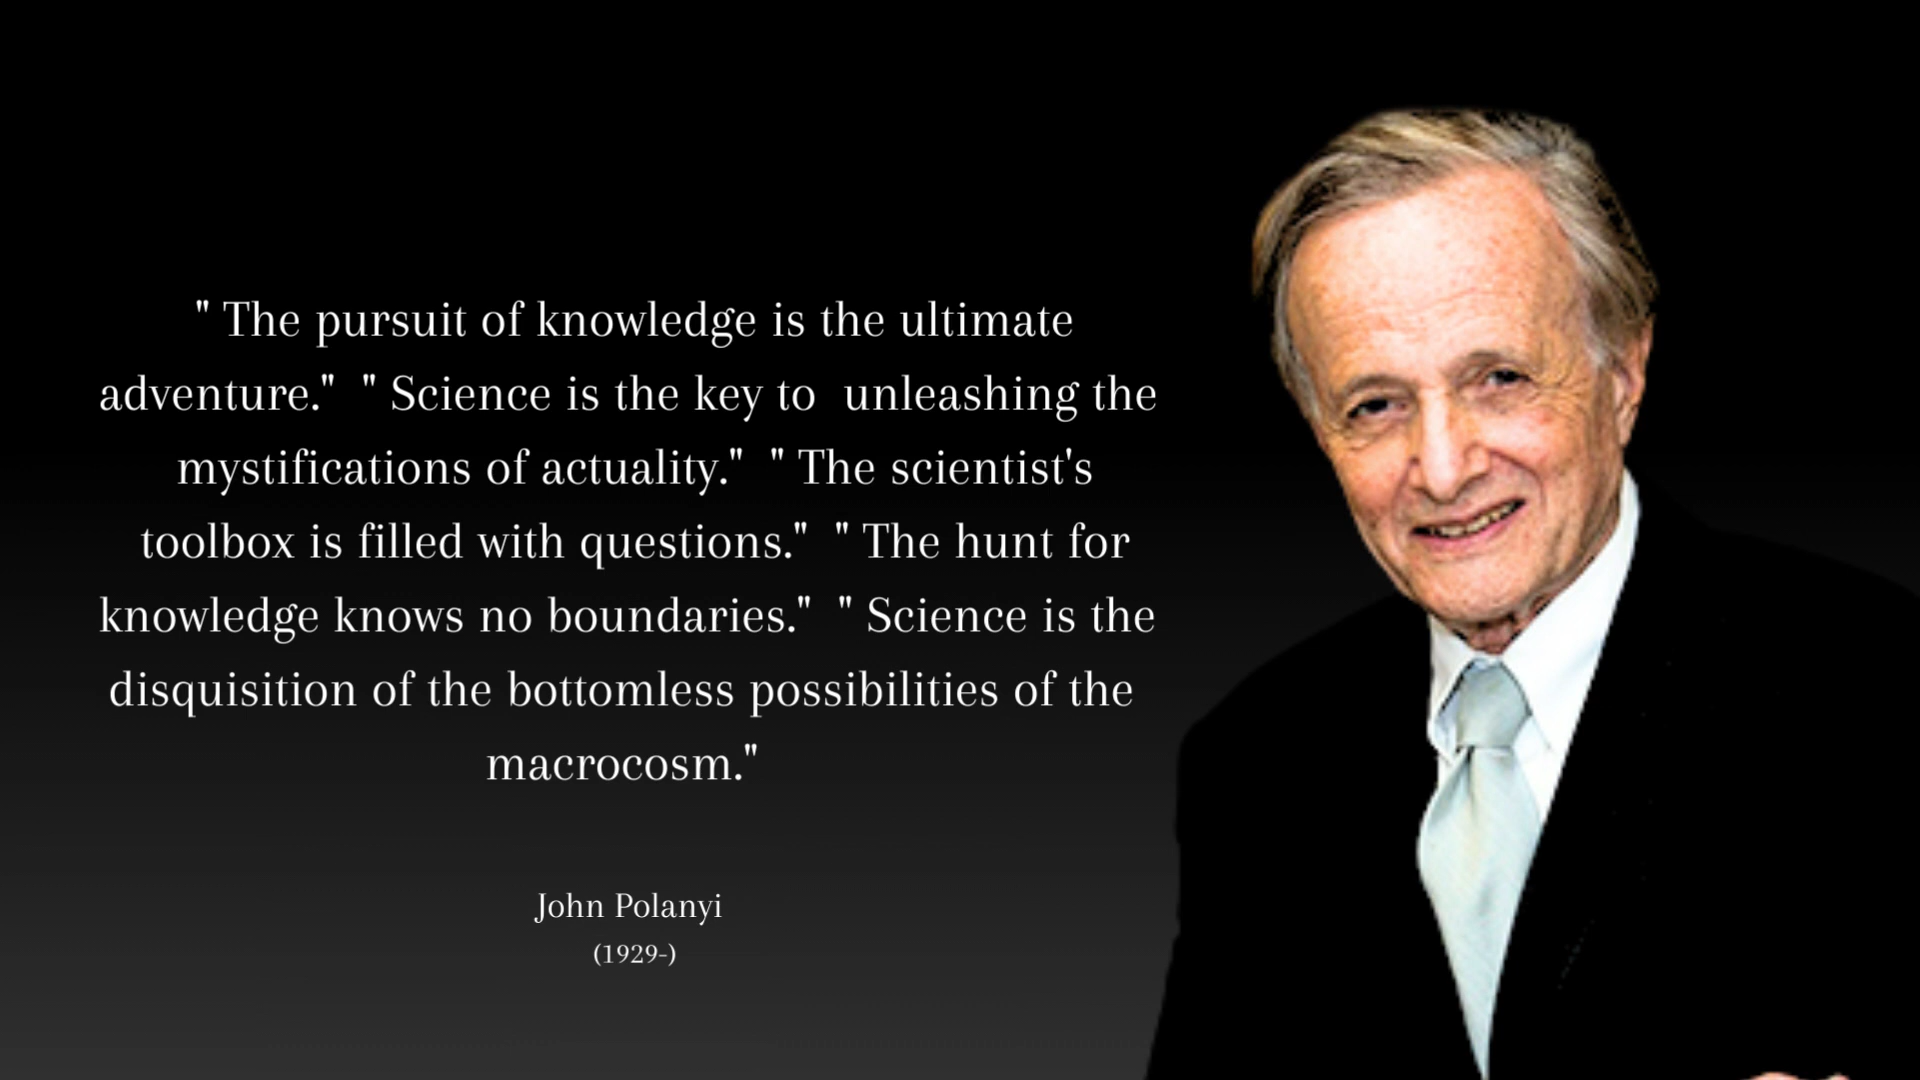 " The pursuit of knowledge is the ultimate
adventure."  " Science is the key to  unleashing the
mystifications of actuality."  " The scientist's
toolbox is filled with questions."  " The hunt for
knowledge knows no boundaries."  " Science is the
disquisition of the bottomless possibilities of the
macrocosm."
John Polanyi
(1929-)